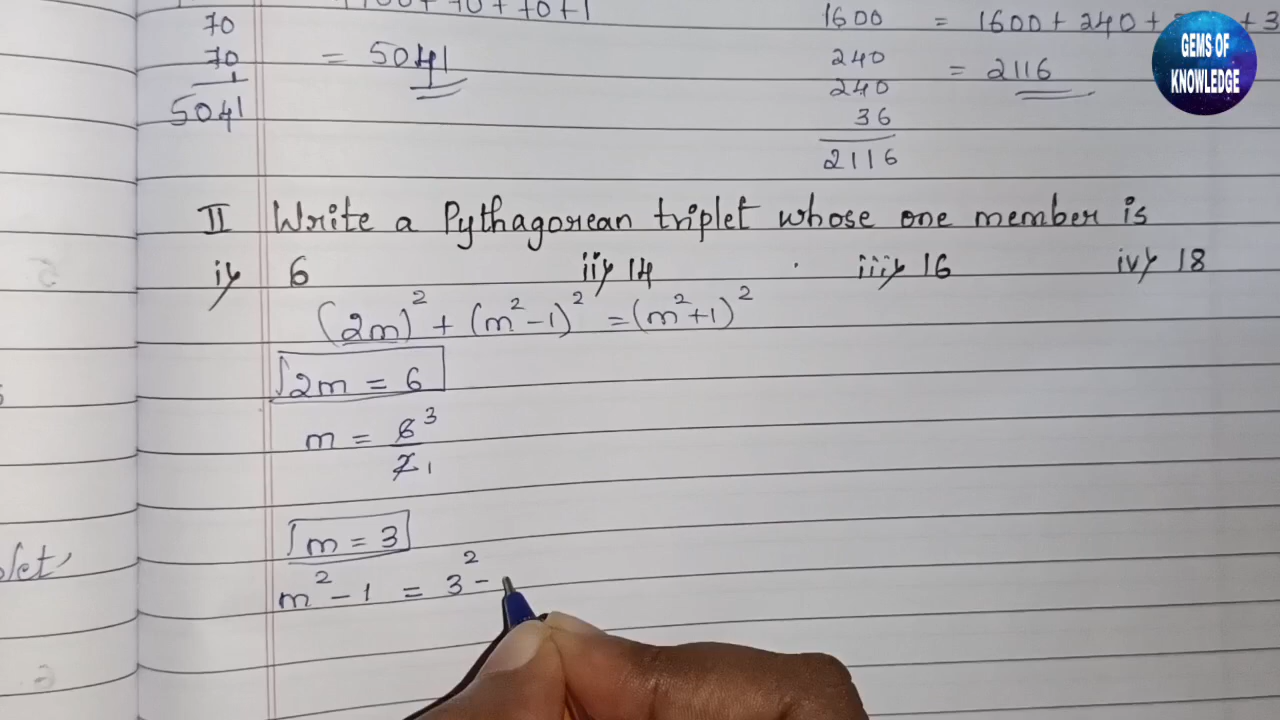 70
70
1
5041
= 5041
1600 = 1600 + 240 +
240
240
36
2116
= 2116
GEMS OF
KNOWLEDGE
II Write a Pythagorean triplet whose one member is
i) 6 ii) 14 iii) 16 iv) 18
(2m)² + (m²-1)² = (m²+1)²
2m = 6
m = 6/2 3 1
m = 3
m² - 1 = 3² -